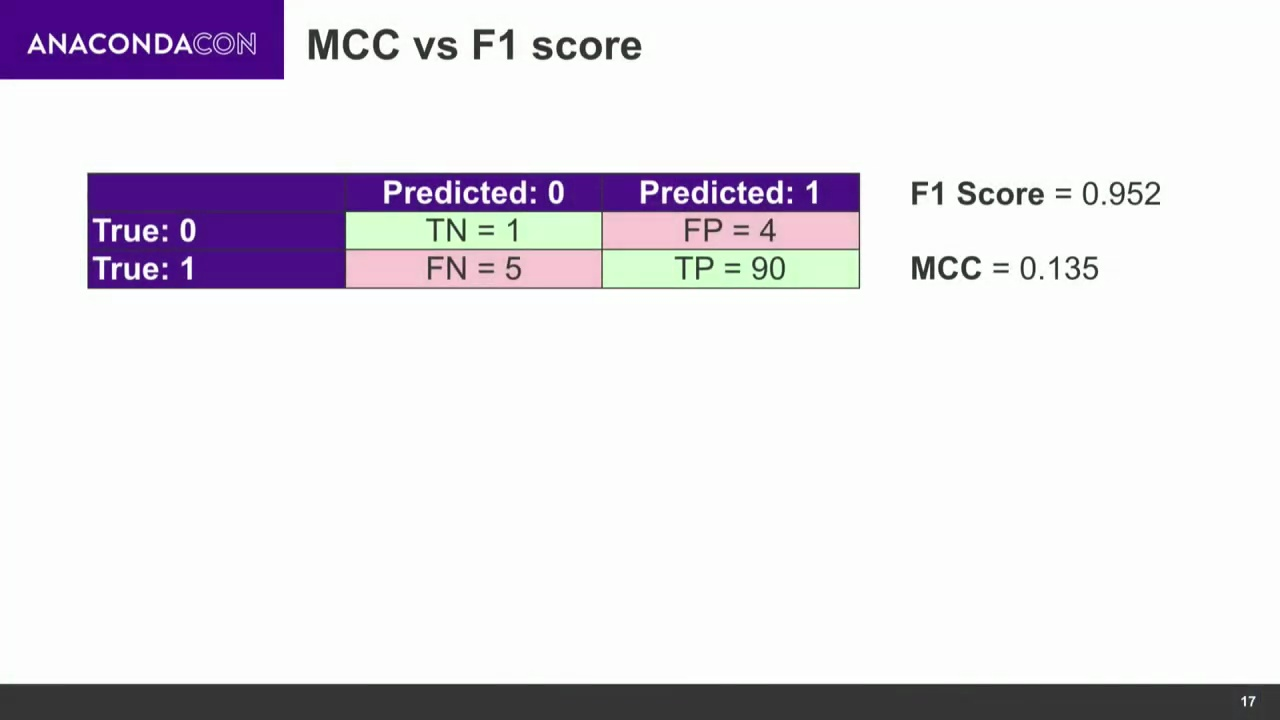 ANACONDACON
MCC vs F1 score
Predicted: 0 Predicted: 1 F1 Score = 0.952
True: 0 TN = 1 FP = 4
True: 1 FN = 5 TP = 90 MCC = 0.135
17